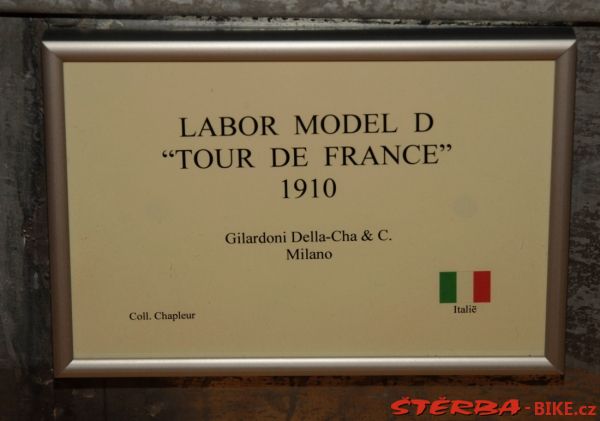 LABOR MODEL D
“TOUR DE FRANCE”
1910
Gilardoni Della-Cha & C.
Milano
Italië
Coll. Chapleur
ŠTĚRBA-BIKE.cz